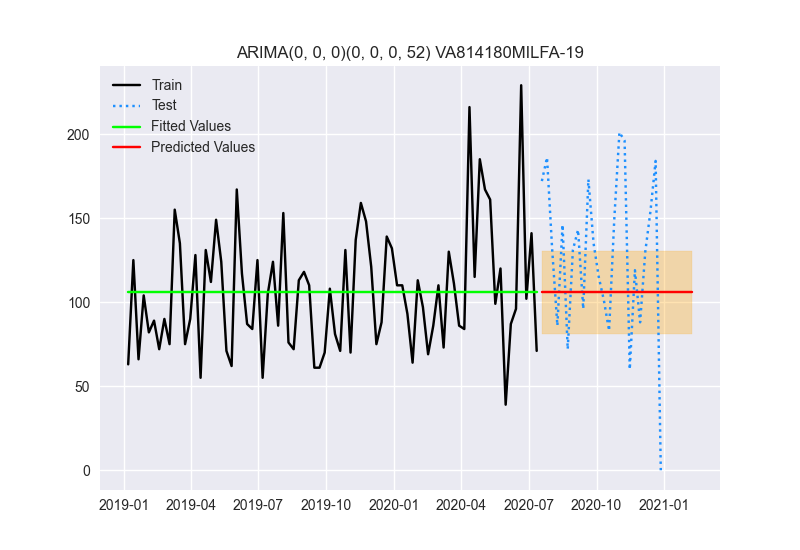 ARIMA(0, 0, 0)(0, 0, 0, 52) VA814180MILFA-19
Train
Test
Fitted Values
Predicted Values
200
150
100
50
0
2019-01 2019-04 2019-07 2019-10 2020-01 2020-04 2020-07 2020-10 2021-01